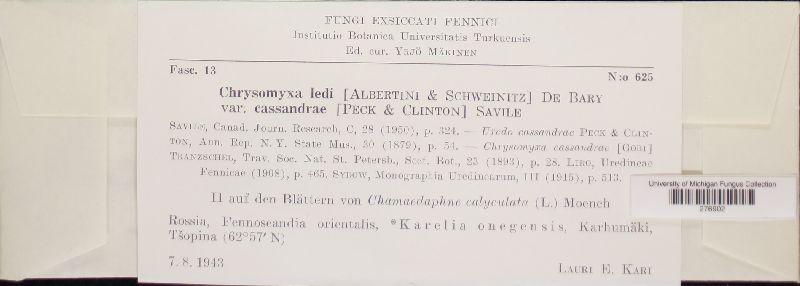 FUNGI EXSICCATI FENNICI
Institutio Botanica Universitatis Turkuensis
Ed. cur. YRJÖ MÄKINEN
Fasc. 13 N:o 625
Chrysomyxa ledi [ALBERTINI & SCHWEINITZ] DE BARY
var. cassandrae [PECK & CLINTON] SAVILE
SAVILE, Canad. Journ. Research, C, 28 (1950), p. 324. — Uredo cassandrae PECK & CLIN-
TON, Ann. Rep. N. Y. State Mus., 30 (1879), p. 54. — Chrysomyxa cassandrae [GOBI]
TRANZSCHEL, Trav. Soc. Nat. St. Petersb., Sect. Bot., 23 (1893), p. 28. LIRO, Uredineae
Fennicae (1908), p. 465. SYDOW, Monographia Uredinearum, III (1915), p. 513.
II auf den Blättern von Chamaedaphne calyculata (L.) Moench
Rossia, Fennoscandia orientalis, *Karelia onegensis, Karhumäki,
Tšopina (62°57′ N)
7. 8. 1943 LAURI E. KARI
University of Michigan Fungus Collection
276902